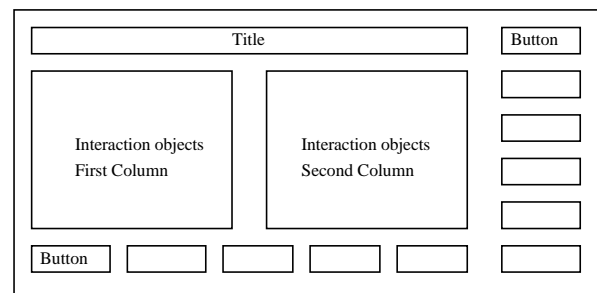 Title
Button
Interaction objects
First Column
Interaction objects
Second Column
Button